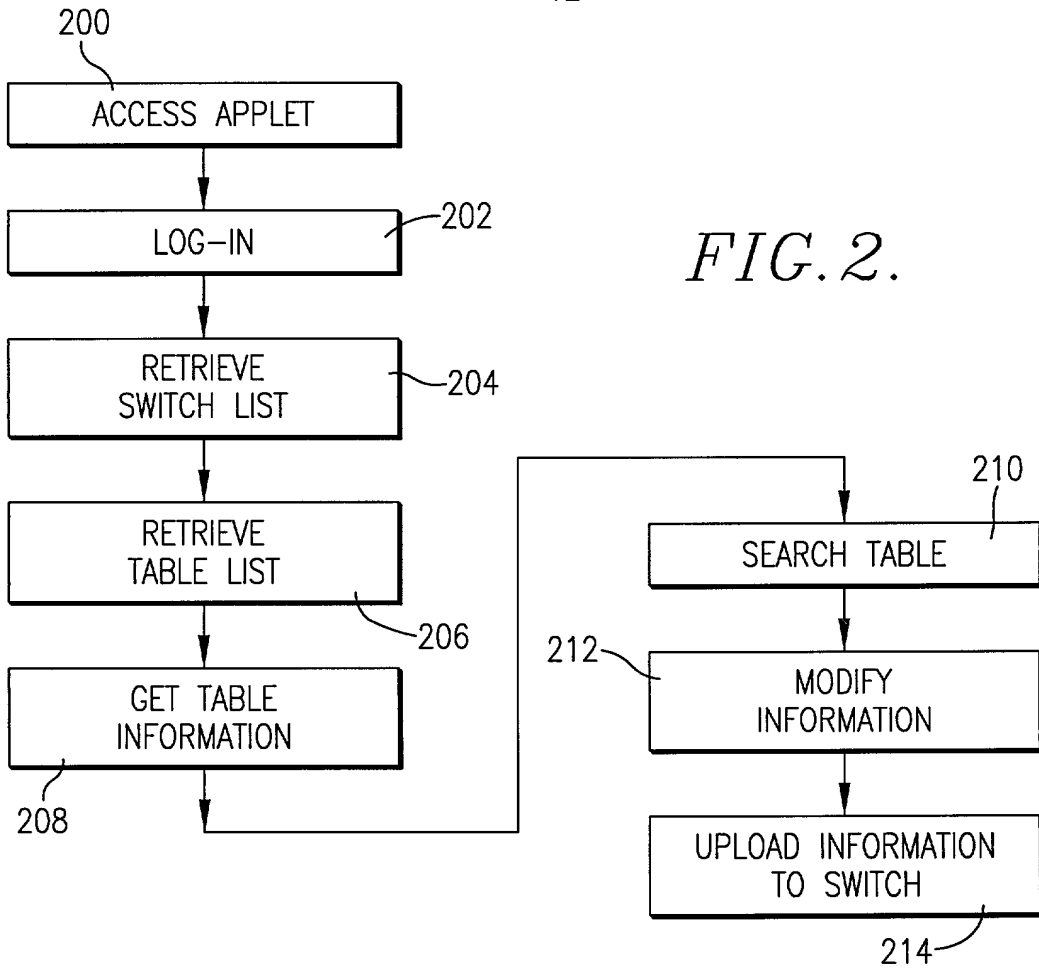 200
ACCESS APPLET
LOG-IN
202
FIG. 2.
RETRIEVE
SWITCH LIST
204
RETRIEVE
TABLE LIST
206
GET TABLE
INFORMATION
208
210
SEARCH TABLE
212
MODIFY
INFORMATION
UPLOAD INFORMATION
TO SWITCH
214